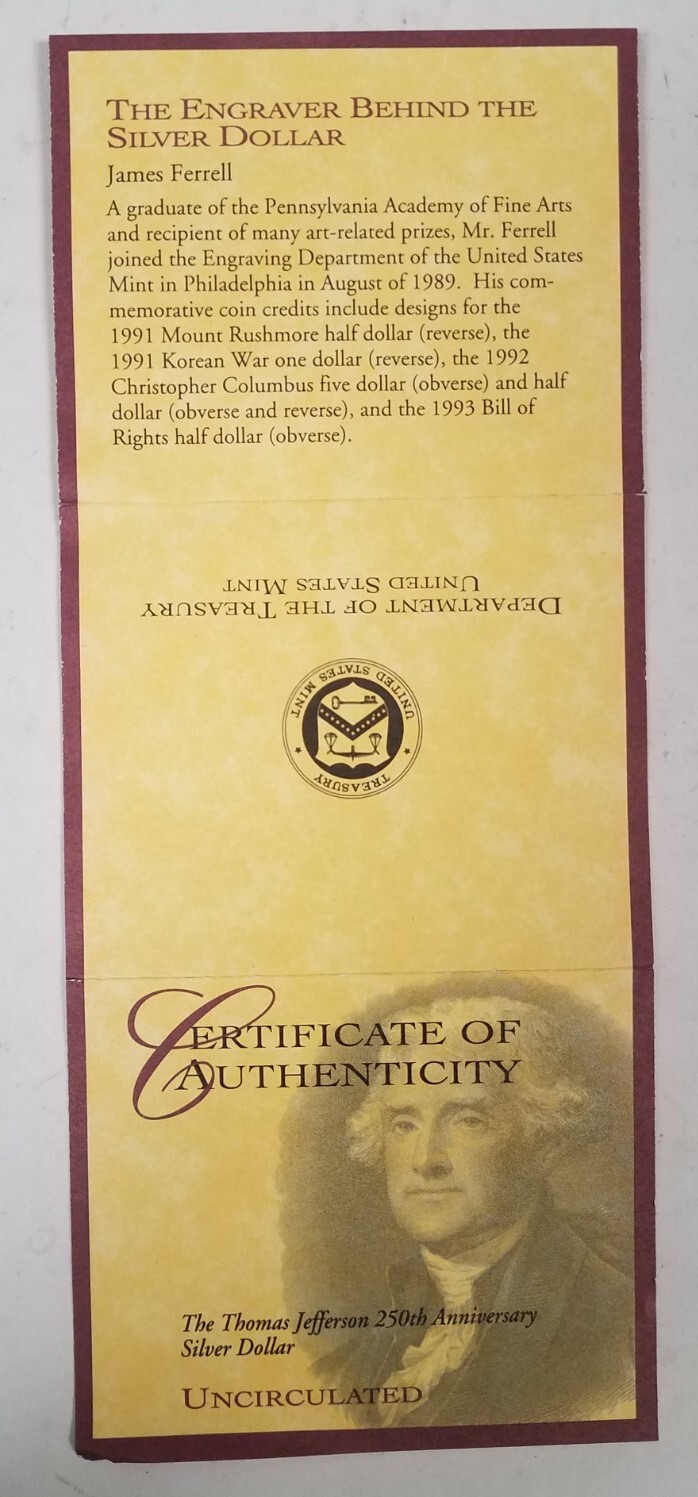 THE ENGRAVER BEHIND THE
SILVER DOLLAR
James Ferrell
A graduate of the Pennsylvania Academy of Fine Arts
and recipient of many art-related prizes, Mr. Ferrell
joined the Engraving Department of the United States
Mint in Philadelphia in August of 1989. His com-
memorative coin credits include designs for the
1991 Mount Rushmore half dollar (reverse), the
1991 Korean War one dollar (reverse), the 1992
Christopher Columbus five dollar (obverse) and half
dollar (obverse and reverse), and the 1993 Bill of
Rights half dollar (obverse).
DEPARTMENT OF THE TREASURY
UNITED STATES MINT
TREASURY
UNITED STATES MINT
CERTIFICATE OF
AUTHENTICITY
The Thomas Jefferson 250th Anniversary
Silver Dollar
UNCIRCULATED